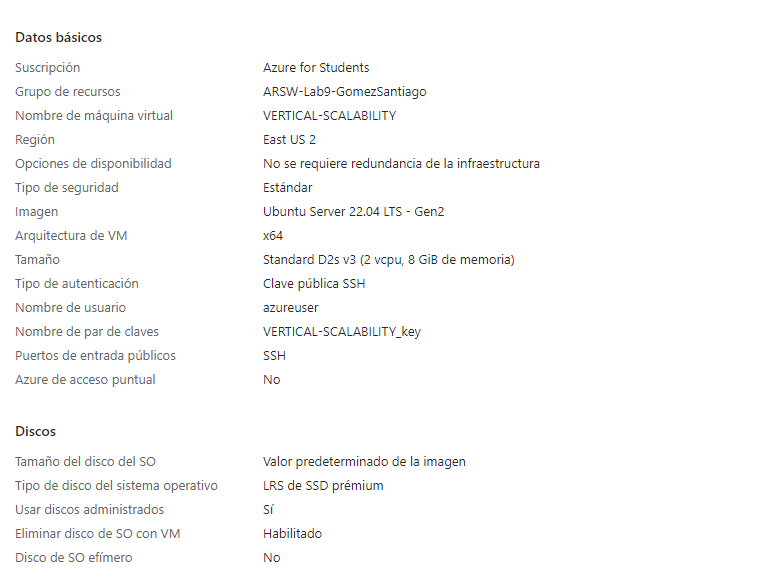 Datos básicos
Suscripción Azure for Students
Grupo de recursos ARSW-Lab9-GomezSantiago
Nombre de máquina virtual VERTICAL-SCALABILITY
Región East US 2
Opciones de disponibilidad No se requiere redundancia de la infraestructura
Tipo de seguridad Estándar
Imagen Ubuntu Server 22.04 LTS - Gen2
Arquitectura de VM x64
Tamaño Standard D2s v3 (2 vcpu, 8 GiB de memoria)
Tipo de autenticación Clave pública SSH
Nombre de usuario azureuser
Nombre de par de claves VERTICAL-SCALABILITY_key
Puertos de entrada públicos SSH
Azure de acceso puntual No
Discos
Tamaño del disco del SO Valor predeterminado de la imagen
Tipo de disco del sistema operativo LRS de SSD prémium
Usar discos administrados Sí
Eliminar disco de SO con VM Habilitado
Disco de SO efímero No